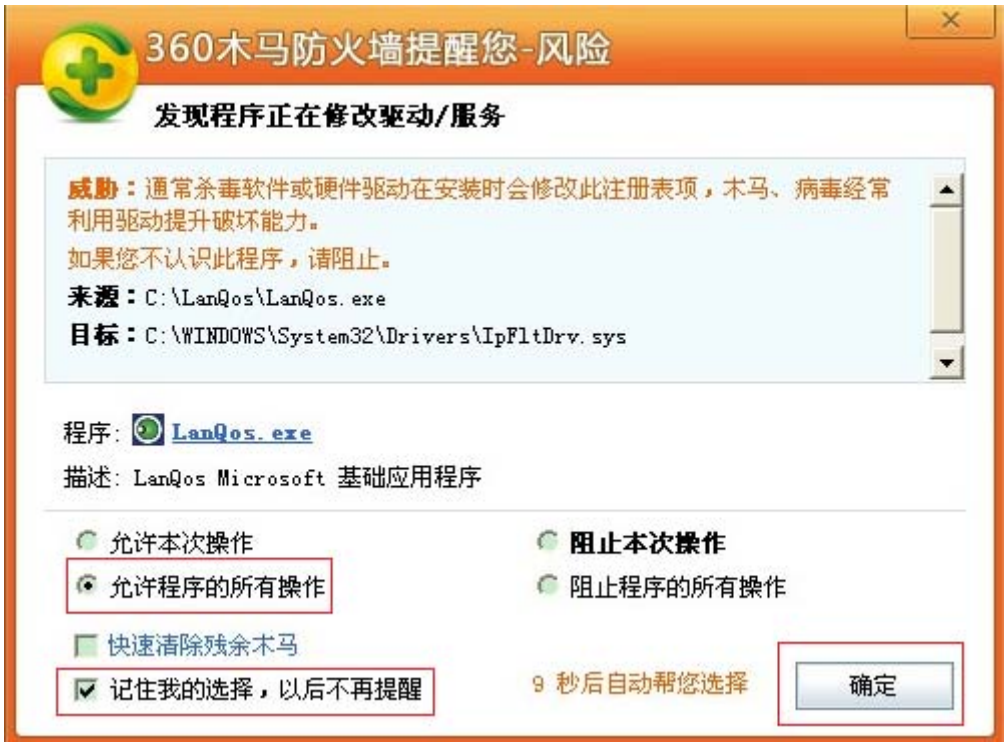 360木马防火墙提醒您-风险
发现程序正在修改驱动/服务
威胁：通常杀毒软件或硬件驱动在安装时会修改此注册表项，木马、病毒经常
利用驱动提升破坏能力。
如果您不认识此程序，请阻止。
来源：C:\LanQos\LanQos.exe
目标：C:\WINDOWS\System32\Drivers\IpFltDrv.sys
程序: LanQos.exe
描述: LanQos Microsoft 基础应用程序
允许本次操作
阻止本次操作
允许程序的所有操作
阻止程序的所有操作
快速清除残余木马
记住我的选择，以后不再提醒
9 秒后自动帮您选择
确定